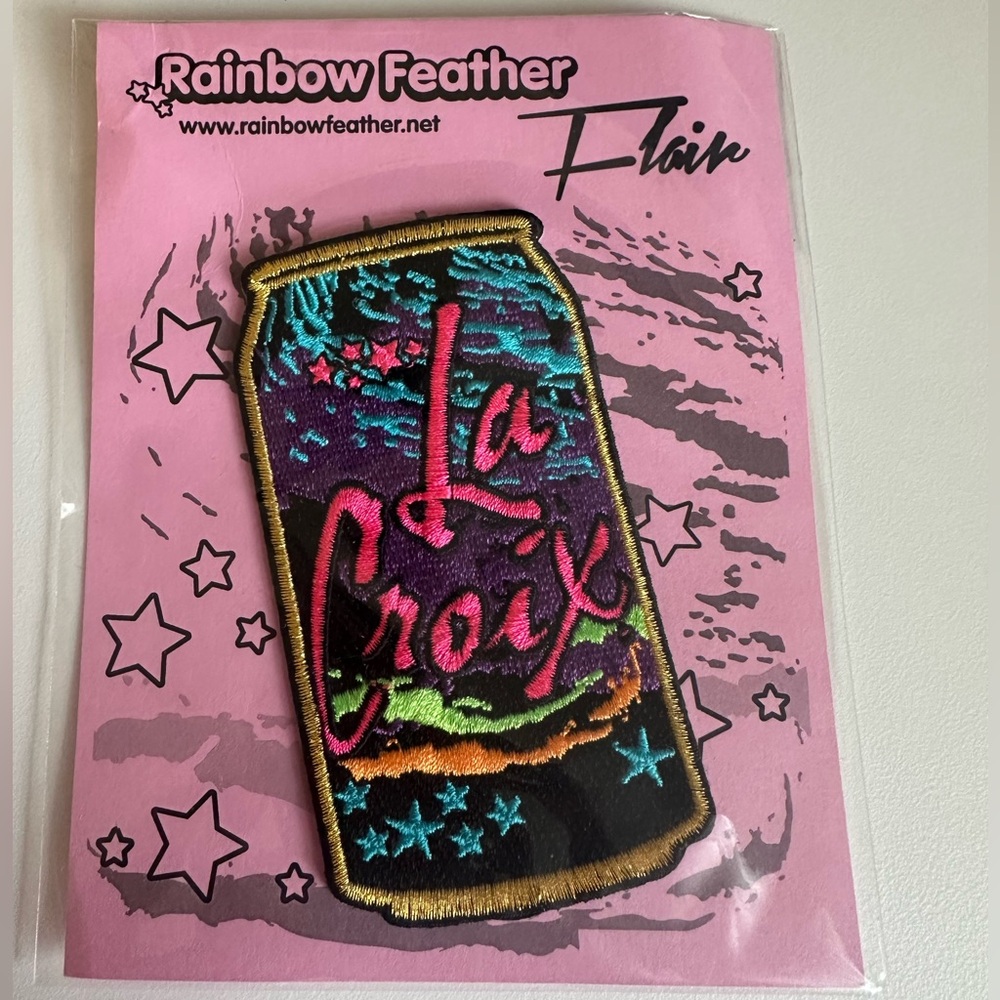 Rainbow Feather
www.rainbowfeather.net
Flair
La
Croix